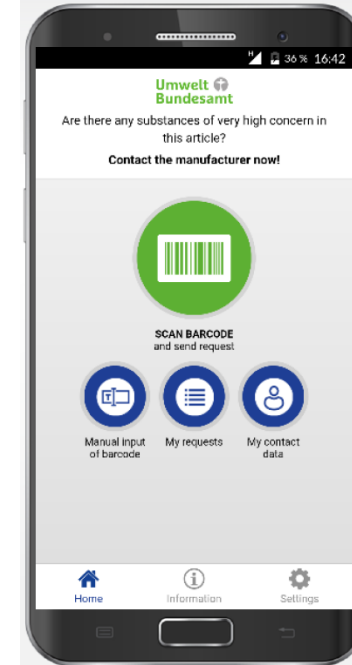 H 36 % 16:42
Umwelt
Bundesamt
Are there any substances of very high concern in
this article?
Contact the manufacturer now!
SCAN BARCODE
and send request
T
Manual input
of barcode
My requests
My contact
data
i
Home
Information
Settings